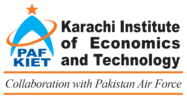 Karachi Institute
of Economics
and Technology
PAF
KIET
Collaboration with Pakistan Air Force